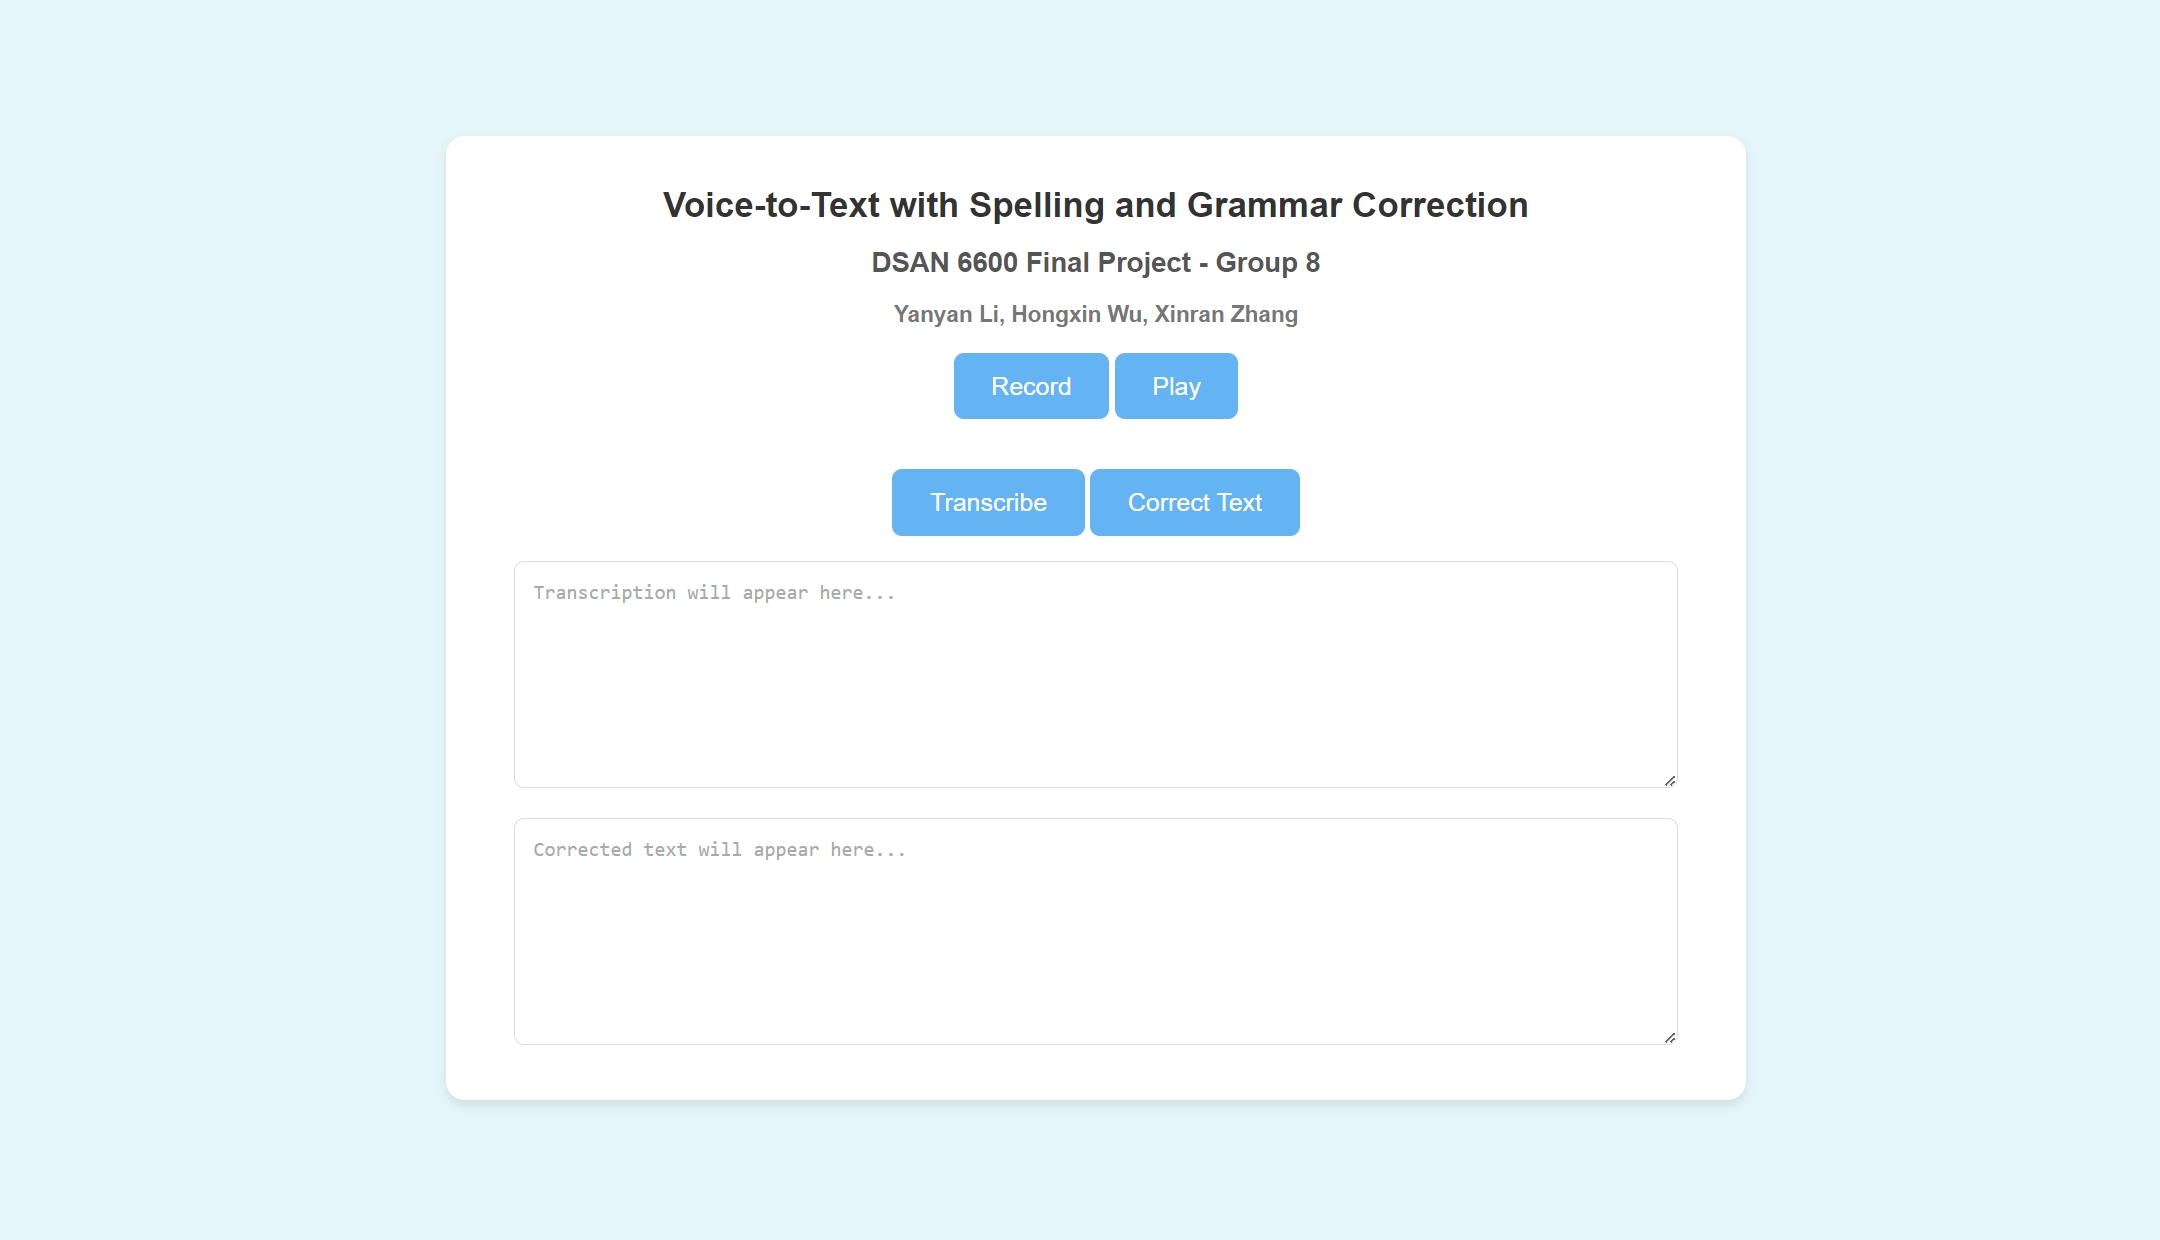 Voice-to-Text with Spelling and Grammar Correction
DSAN 6600 Final Project - Group 8
Yanyan Li, Hongxin Wu, Xinran Zhang
Record Play
Transcribe Correct Text
Transcription will appear here...
Corrected text will appear here...